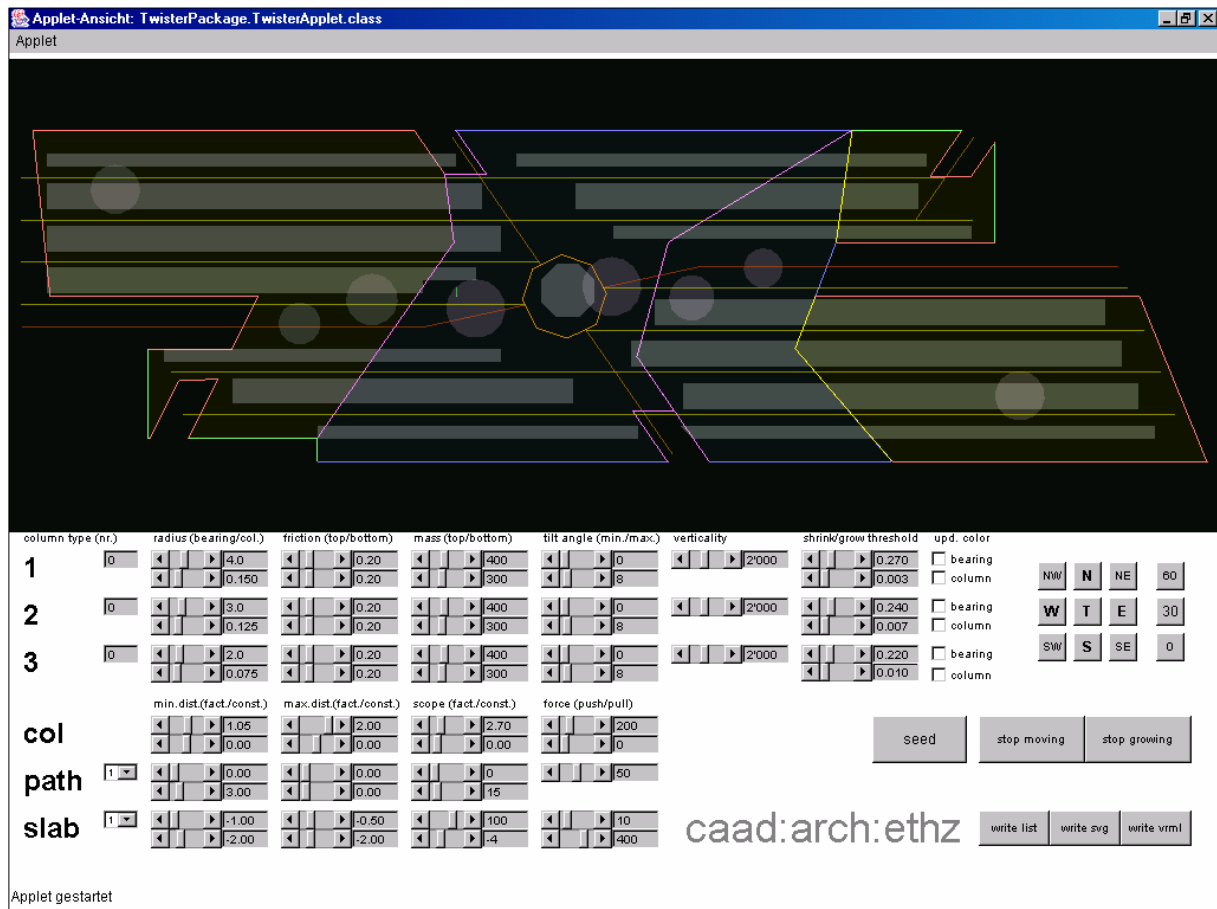 Applet-Ansicht: TwisterPackage.TwisterApplet.class
Applet
column type (nr.) radius (bearing/col.) friction (top/bottom) mass (top/bottom) tilt angle (min./max.) verticality shrink/grow threshold upd. color
1 0 4.0 0.20 400 0 2'000 0.270 bearing
0.150 0.20 300 8 0.003 column
NW N NE 60
2 0 3.0 0.20 400 0 2'000 0.240 bearing
0.125 0.20 300 8 0.007 column
W T E 30
3 0 2.0 0.20 400 0 2'000 0.220 bearing
0.075 0.20 300 8 0.010 column
SW S SE 0
min.dist.(fact./const.) max.dist.(fact./const.) scope (fact./const.) force (push/pull)
col 1.05 2.00 2.70 200
0.00 0.00 0.00 0
seed stop moving stop growing
path 1 0.00 0.00 0 50
3.00 0.00 15
slab 1 -1.00 -0.50 100 10
-2.00 -2.00 -4 400
caad:arch:ethz write list write svg write vrml
Applet gestartet